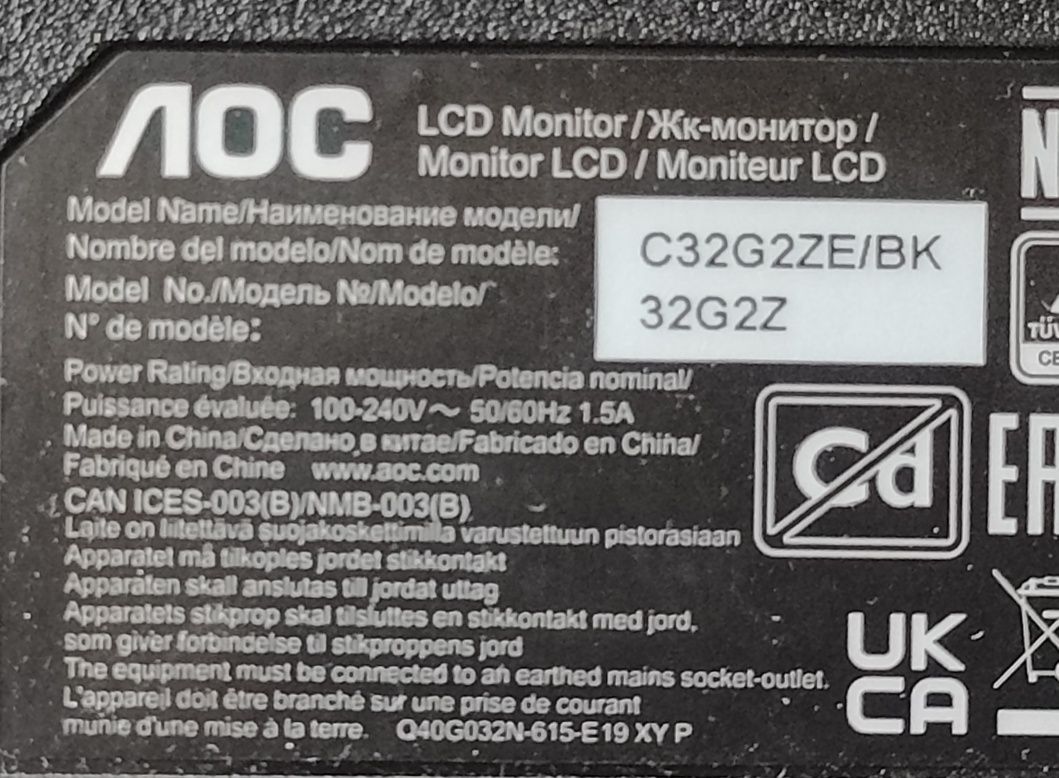 AOC
LCD Monitor / Жк-монитор /
Monitor LCD / Moniteur LCD
Model Name/Наименование модели/
Nombre del modelo/Nom de modèle:
C32G2ZE/BK
Model No./Модель №/Modelo/
N° de modèle:
32G2Z
Power Rating/Входная мощность/Potencia nominal/
Puissance évaluée: 100-240V～ 50/60Hz 1.5A
Made in China/Сделано в китае/Fabricado en China/
Fabriqué en Chine www.aoc.com
CAN ICES-003(B)/NMB-003(B)
Laite on liitettävä suojakoskettimilla varustettuun pistorasiaan
Apparatet må tilkoples jordet stikkontakt
Apparaten skall anslutas till jordat uttag
Apparatets stikprop skal tilsluttes en stikkontakt med jord,
som giver forbindelse til stikproppens jord
The equipment must be connected to an earthed mains socket-outlet.
L'appareil doit être branché sur une prise de courant
munie d'une mise à la terre. Q40G032N-615-E19 XY P
Cd
UK
CA
TÜV